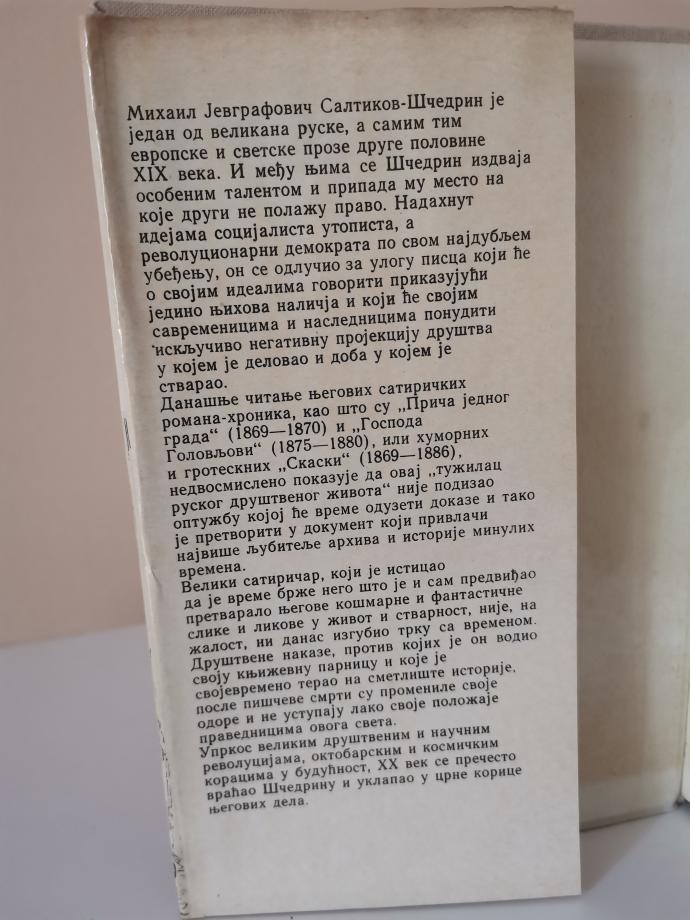 Михаил Јевграфович Салтиков-Шчедрин је
један од великана руске, а самим тим
европске и светске прозе друге половине
XIX века. И међу њима се Шчедрин издваја
особеним талентом и припада му место на
које други не полажу право. Надахнут
идејама социјалиста утописта, а
револуционарни демократа по свом најдубљем
убеђењу, он се одлучио за улогу писца који ће
о својим идеалима говорити приказујући
једино њихова наличја и који ће својим
савременицима и наследницима понудити
искључиво негативну пројекцију друштва
у којем је деловао и доба у којем је
стварао.
Данашње читање његових сатиричких
романа-хроника, као што су „Прича једног
града“ (1869—1870) и „Господа
Головљови“ (1875—1880), или хуморних
и гротескних „Скаски“ (1869—1886),
недвосмислено показује да овај „тужилац
руског друштвеног живота“ није подизао
оптужбу којој ће време одузети доказе и тако
је претворити у документ који привлачи
највише љубитеље архива и историје минулих
времена.
Велики сатиричар, који је истицао
да је време брже него што је и сам предвиђао
претварало његове кошмарне и фантастичне
слике и ликове у живот и стварност, није, на
жалост, ни данас изгубио трку са временом.
Друштвене наказе, против којих је он водио
своју књижевну парницу и које је
својевремено терао на сметлиште историје,
после пишчеве смрти су промениле своје
одоре и не уступају лако своје положаје
праведницима овога света.
Упркос великим друштвеним и научним
револуцијама, октобарским и космичким
корацима у будућност, XX век се пречесто
враћао Шчедрину и уклапао у црне корице
његових дела.